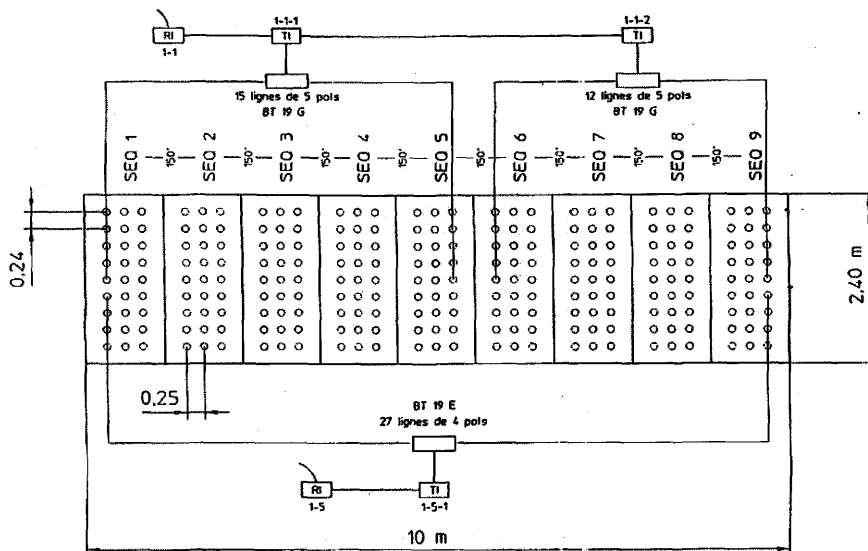 1-1-1
1-1-2
RI
TI
TI
1-1
15 lignes de 5 pols
12 lignes de 5 pols
BT 19 G
BT 19 G
SEQ 1
150'
SEQ 2
150'
SEQ 3
150'
SEQ 4
150'
SEQ 5
150'
SEQ 6
150'
SEQ 7
150'
SEQ 8
150'
SEQ 9
0.24
2.40 m
0.25
BT 19 E
27 lignes de 4 pols
RI
TI
1-5
1-5-1
10 m